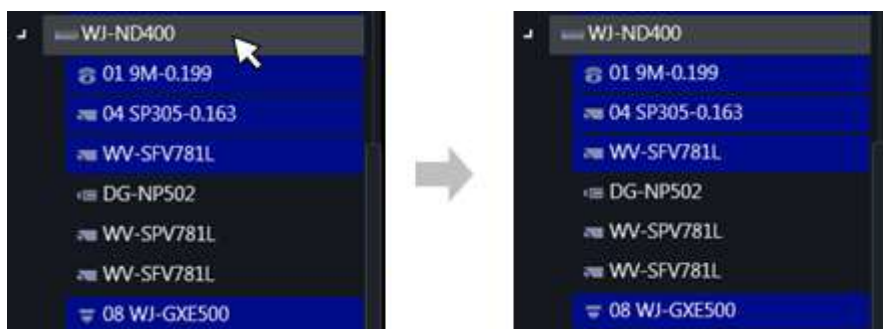 WJ-ND400
01 9M-0.199
04 SP305-0.163
WV-SFV781L
DG-NP502
WV-SPV781L
WV-SFV781L
08 WJ-GXE500
WJ-ND400
01 9M-0.199
04 SP305-0.163
WV-SFV781L
DG-NP502
WV-SPV781L
WV-SFV781L
08 WJ-GXE500